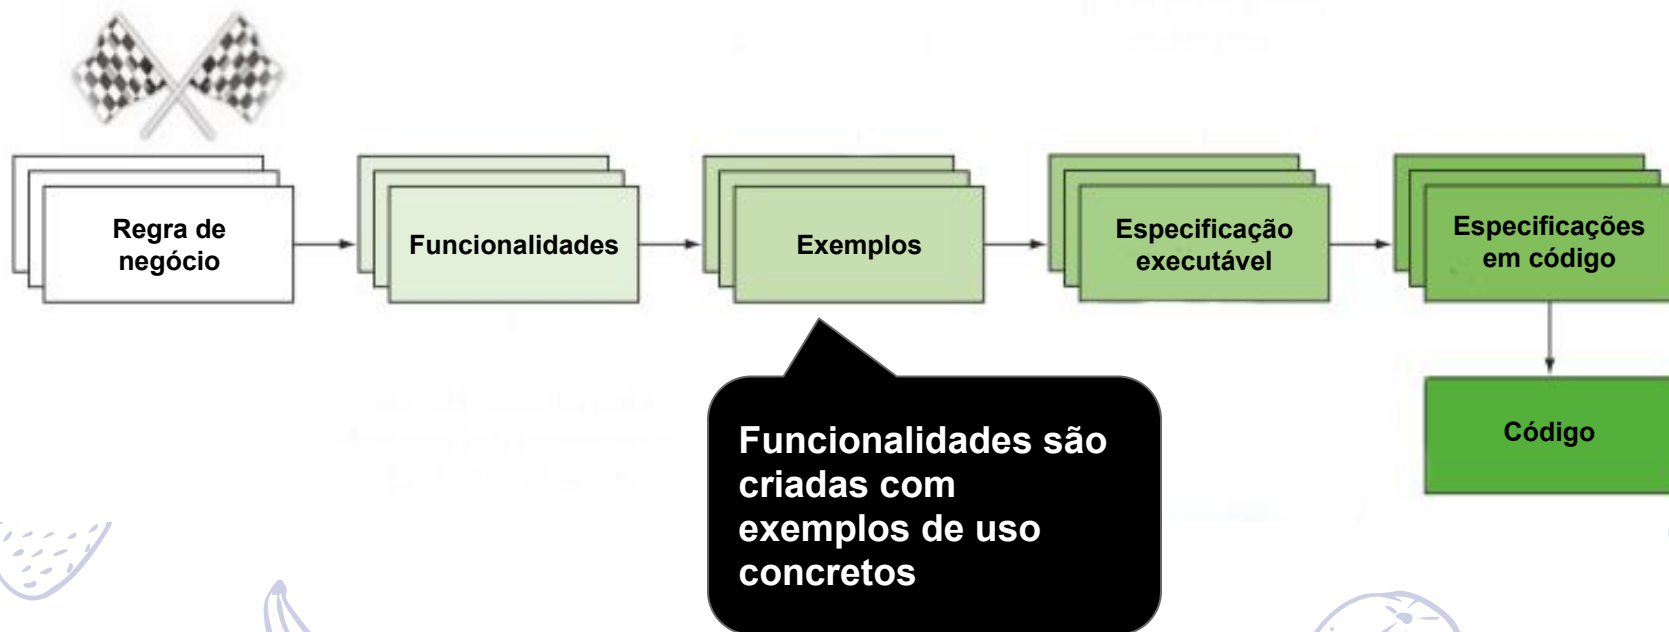 Regra de
negócio
Funcionalidades
Exemplos
Especificação
executável
Especificações
em código
Código
Funcionalidades são
criadas com
exemplos de uso
concretos